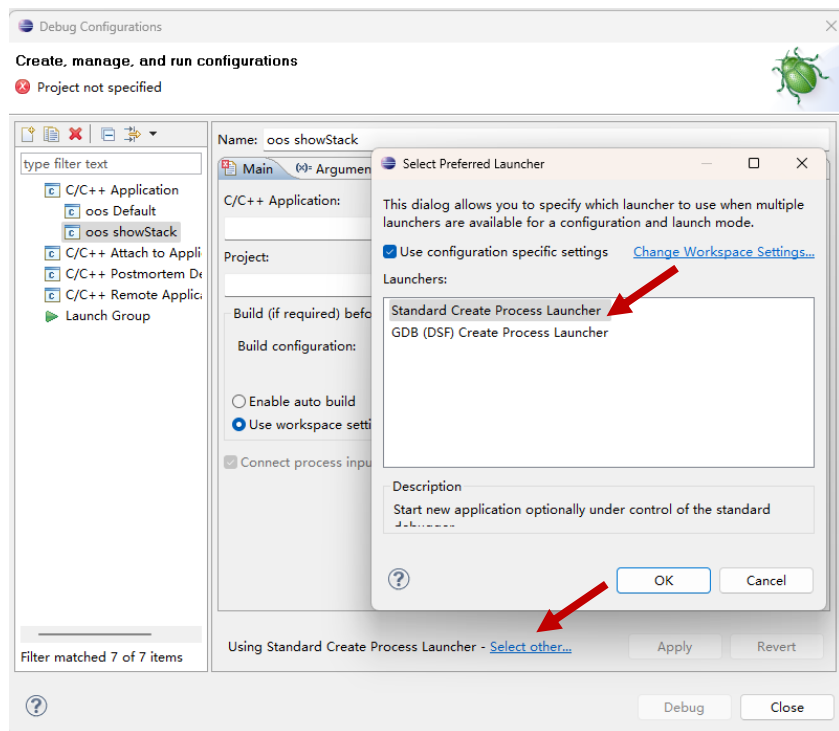 Debug Configurations
Create, manage, and run configurations
Project not specified
type filter text
C/C++ Application
oos Default
oos showStack
C/C++ Attach to Appli
C/C++ Postmortem De
C/C++ Remote Applic
Launch Group
Filter matched 7 of 7 items
Name: oos showStack
Main (x)= Argumen
C/C++ Application:
Project:
Build (if required) befo
Build configuration:
Enable auto build
Use workspace setti
Connect process inpu
Using Standard Create Process Launcher - Select other...
Apply Revert
Select Preferred Launcher
This dialog allows you to specify which launcher to use when multiple
launchers are available for a configuration and launch mode.
Use configuration specific settings Change Workspace Settings...
Launchers:
Standard Create Process Launcher
GDB (DSF) Create Process Launcher
Description
Start new application optionally under control of the standard
OK Cancel
Debug Close